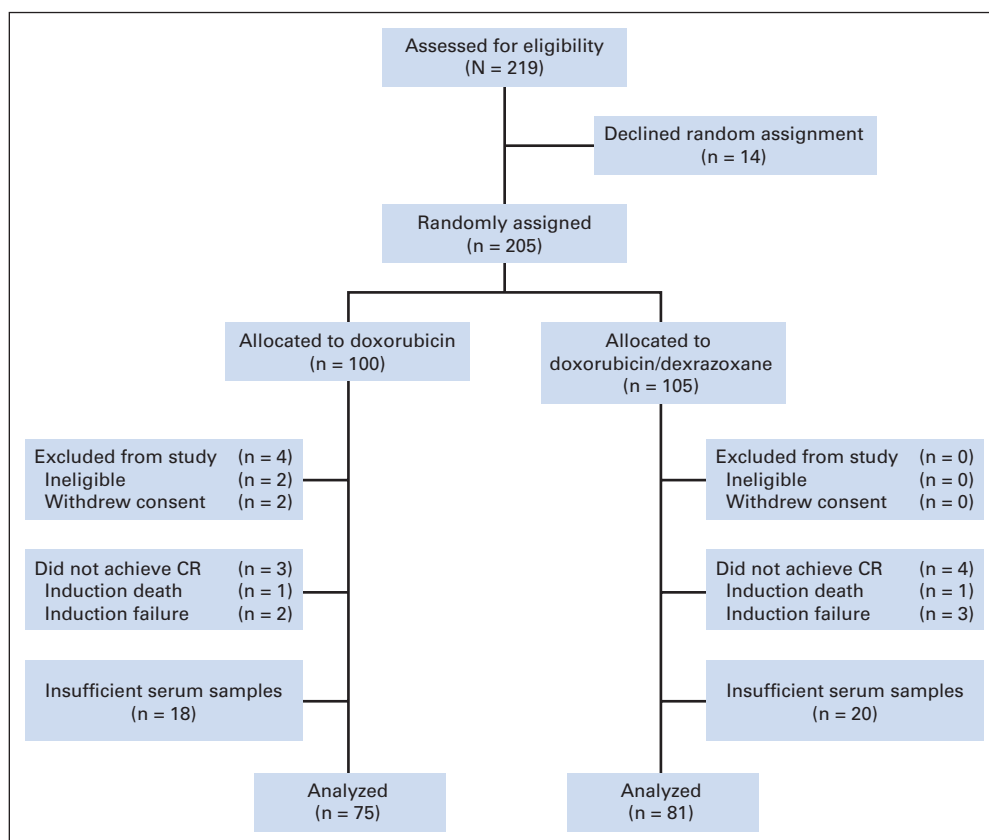 Assessed for eligibility
(N = 219)
Declined random assignment
(n = 14)
Randomly assigned
(n = 205)
Allocated to doxorubicin
(n = 100)
Allocated to
doxorubicin/dexrazoxane
(n = 105)
Excluded from study (n = 4)
Ineligible (n = 2)
Withdrew consent (n = 2)
Excluded from study (n = 0)
Ineligible (n = 0)
Withdrew consent (n = 0)
Did not achieve CR (n = 3)
Induction death (n = 1)
Induction failure (n = 2)
Did not achieve CR (n = 4)
Induction death (n = 1)
Induction failure (n = 3)
Insufficient serum samples
(n = 18)
Insufficient serum samples
(n = 20)
Analyzed
(n = 75)
Analyzed
(n = 81)